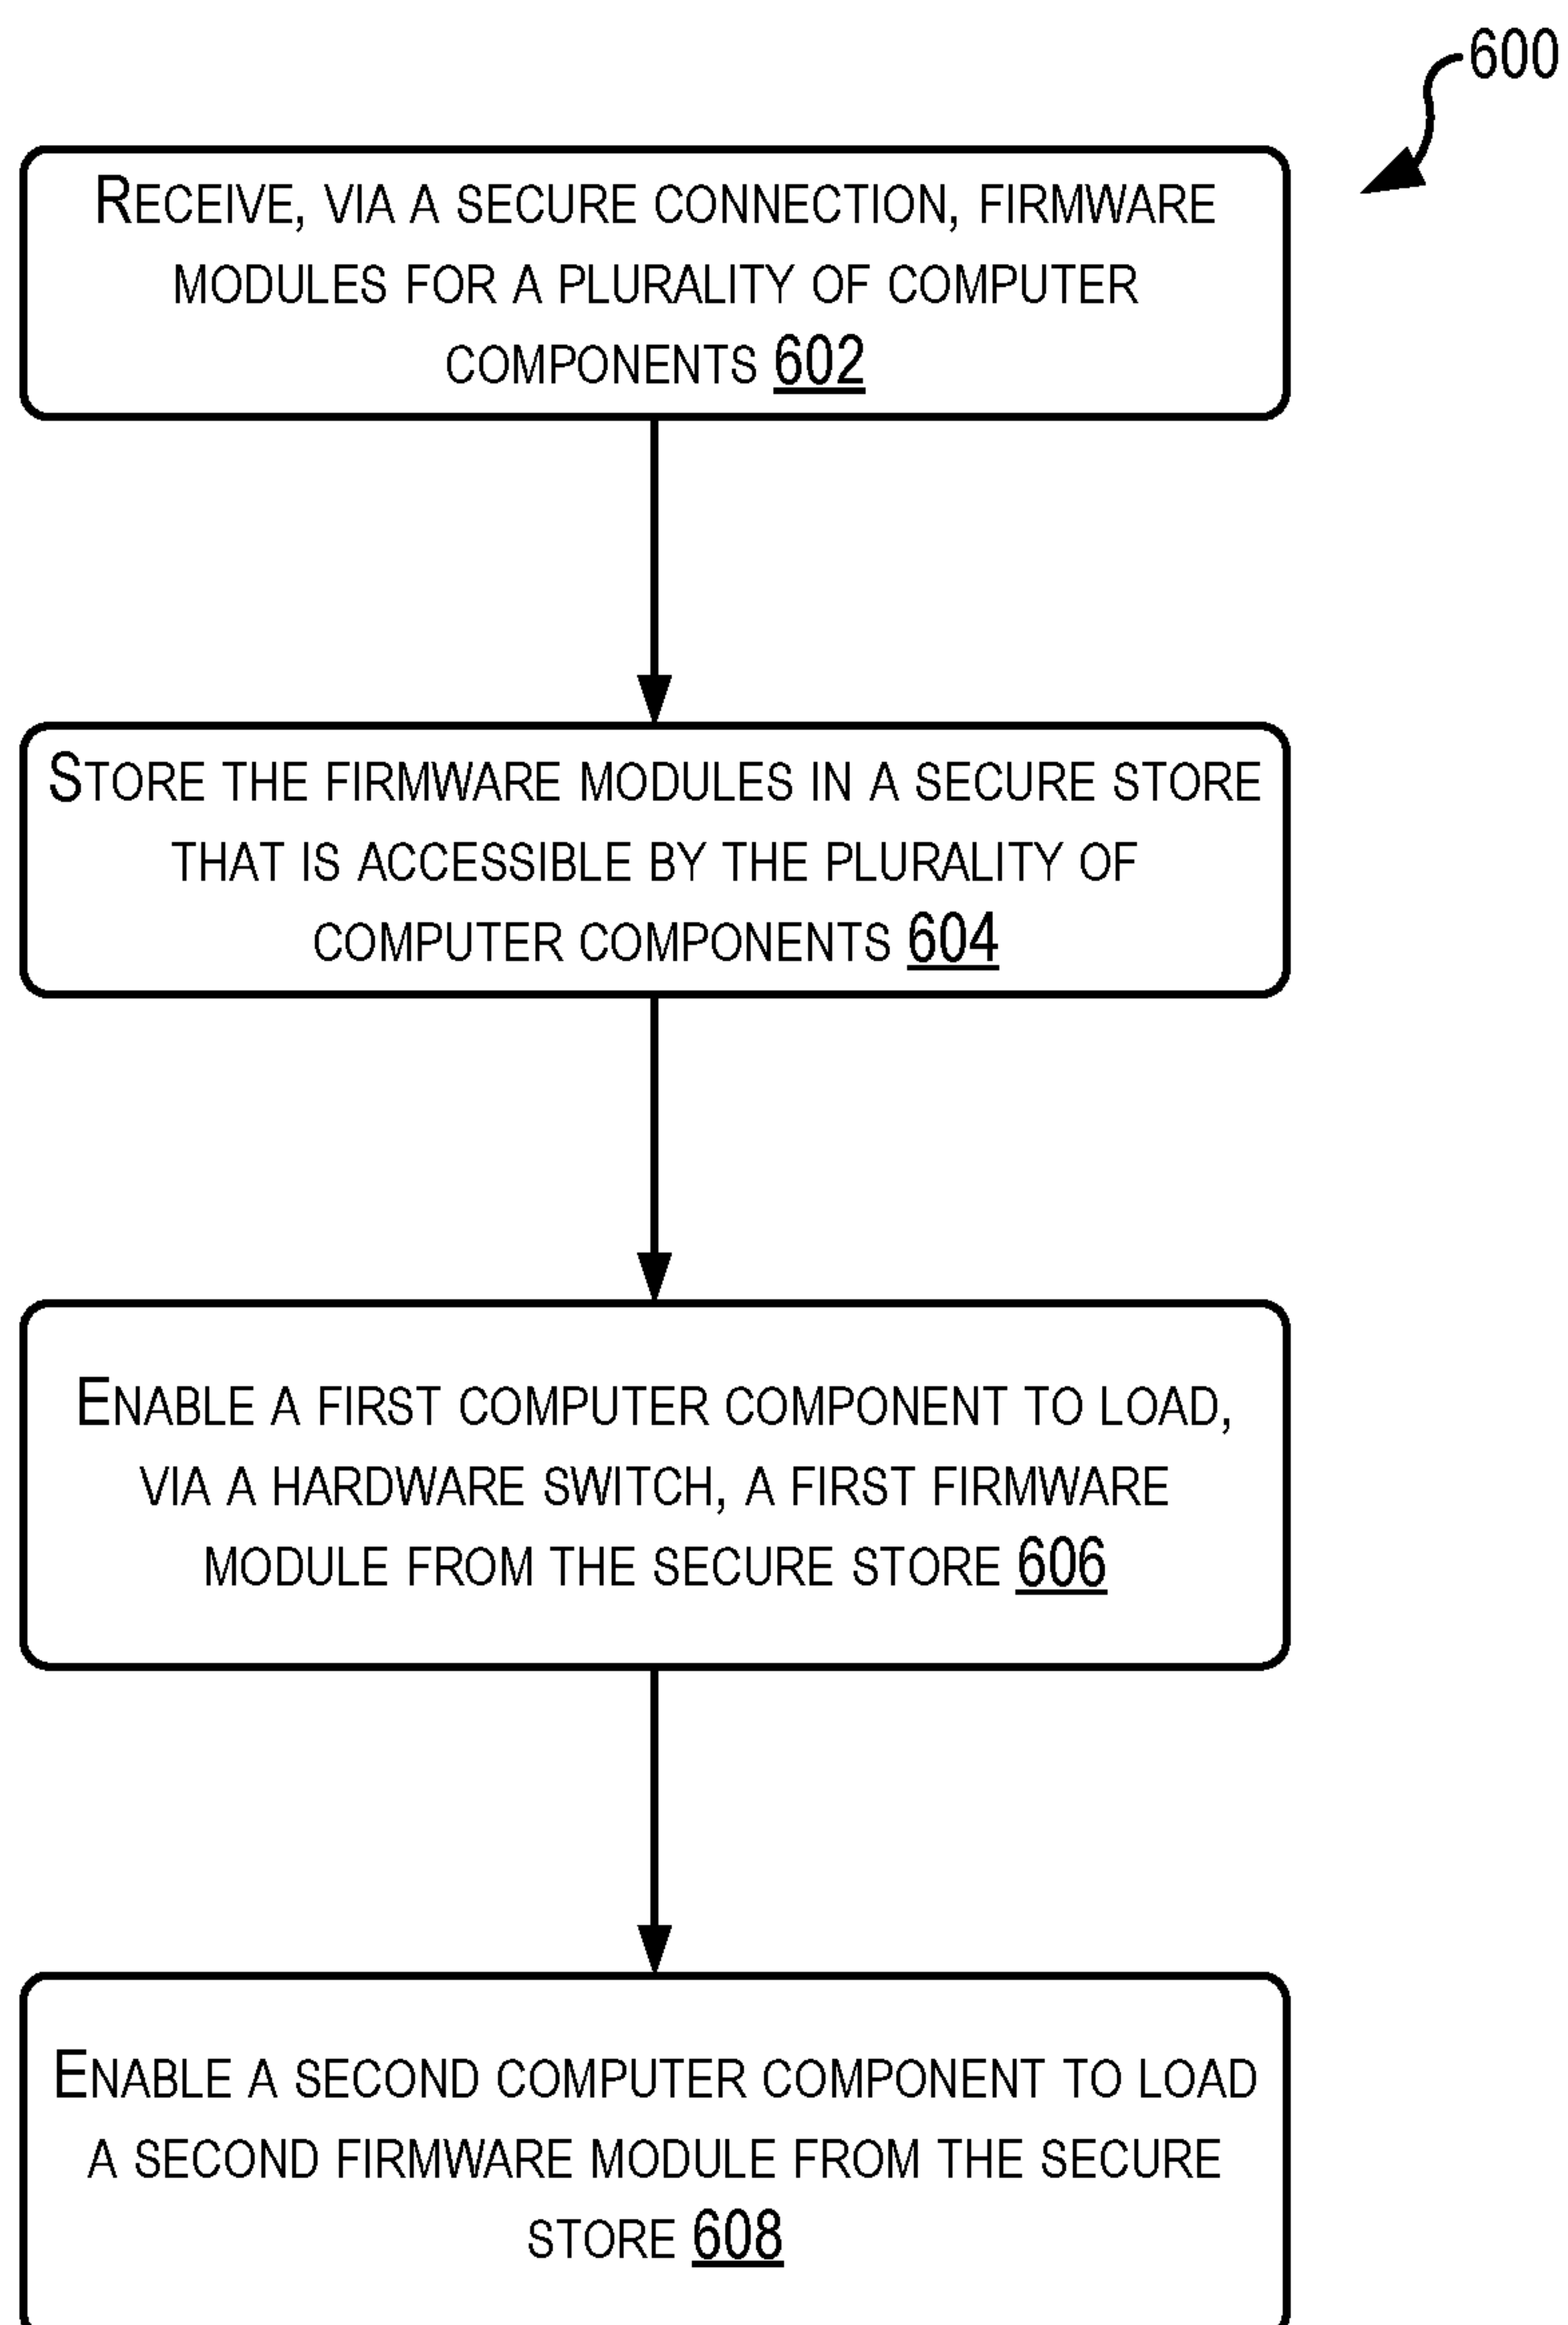 600
RECEIVE, VIA A SECURE CONNECTION, FIRMWARE
MODULES FOR A PLURALITY OF COMPUTER
COMPONENTS 602
STORE THE FIRMWARE MODULES IN A SECURE STORE
THAT IS ACCESSIBLE BY THE PLURALITY OF
COMPUTER COMPONENTS 604
ENABLE A FIRST COMPUTER COMPONENT TO LOAD,
VIA A HARDWARE SWITCH, A FIRST FIRMWARE
MODULE FROM THE SECURE STORE 606
ENABLE A SECOND COMPUTER COMPONENT TO LOAD
A SECOND FIRMWARE MODULE FROM THE SECURE
STORE 608